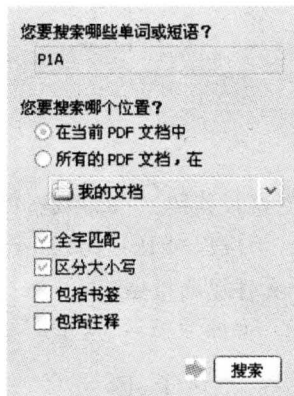 您要搜索哪些单词或短语？
P1A
您要搜索哪个位置？
在当前 PDF 文档中
所有的 PDF 文档，在
我的文档
全字匹配
区分大小写
包括书签
包括注释
搜索